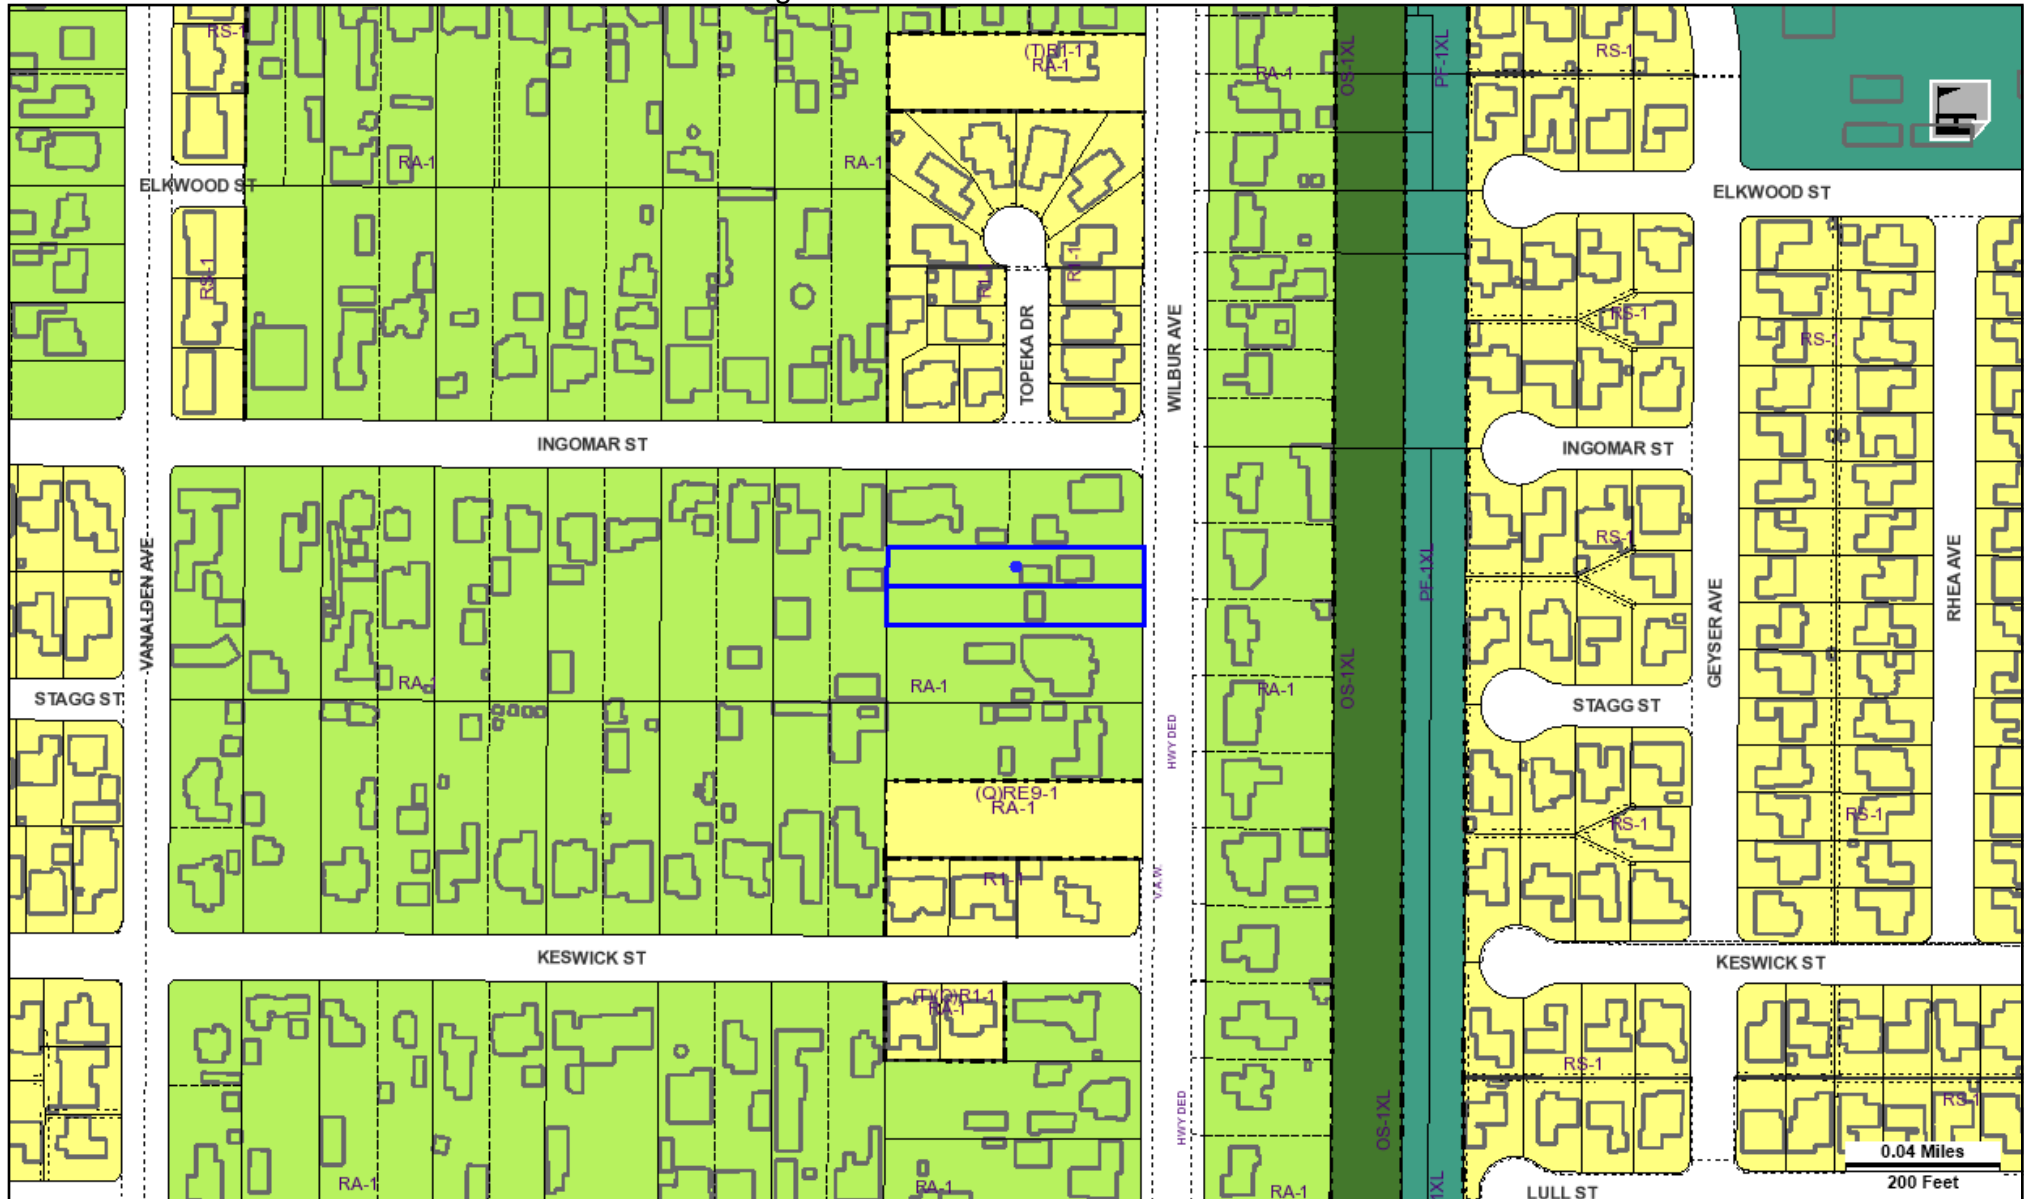 RS-1
(T)R1-1
RA-1
RA-1
OS-1XL
PF-1XL
RS-1
RA-1
RA-1
ELKWOOD ST
ELKWOOD ST
RS-1
R1-1
TOPEKA DR
WILBUR AVE
RS-1
INGOMAR ST
INGOMAR ST
VANALDEN AVE
RS-1
PF-1XL
GEYSER AVE
RHEA AVE
STAGG ST
RA-1
RA-1
OS-1XL
STAGG ST
HWY DED
(Q)RE9-1
RA-1
RS-1
RS-1
R1-1
V.A.W.
KESWICK ST
KESWICK ST
(T)(Q)R1-1
RA-1
RS-1
HWY DED
OS-1XL
RS-1
RA-1
RA-1
RA-1
1XL
LULL ST
0.04 Miles
200 Feet